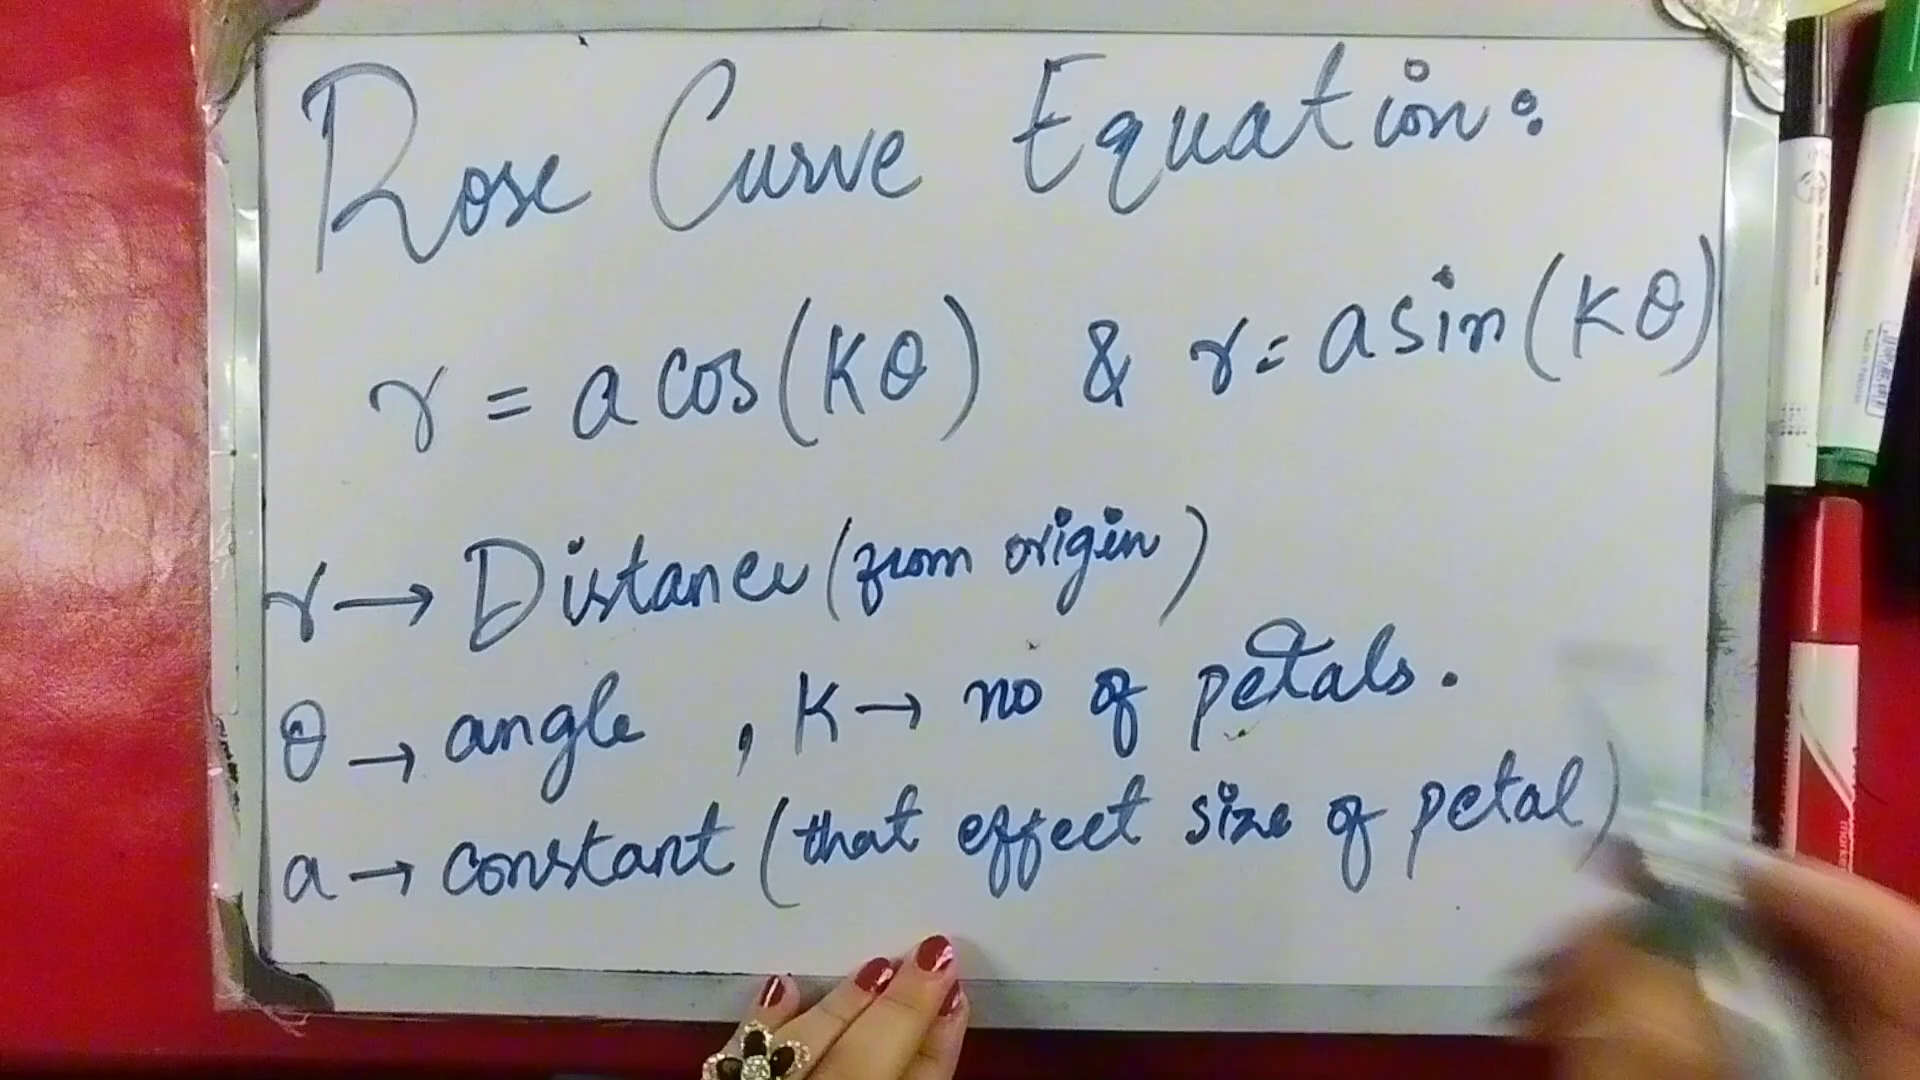 Rose Curve Equation:
r = a cos(Kθ) & r = a sin(Kθ)
r → Distance (from origin)
θ → angle , K → no of petals.
a → constant (that effect size of petal)